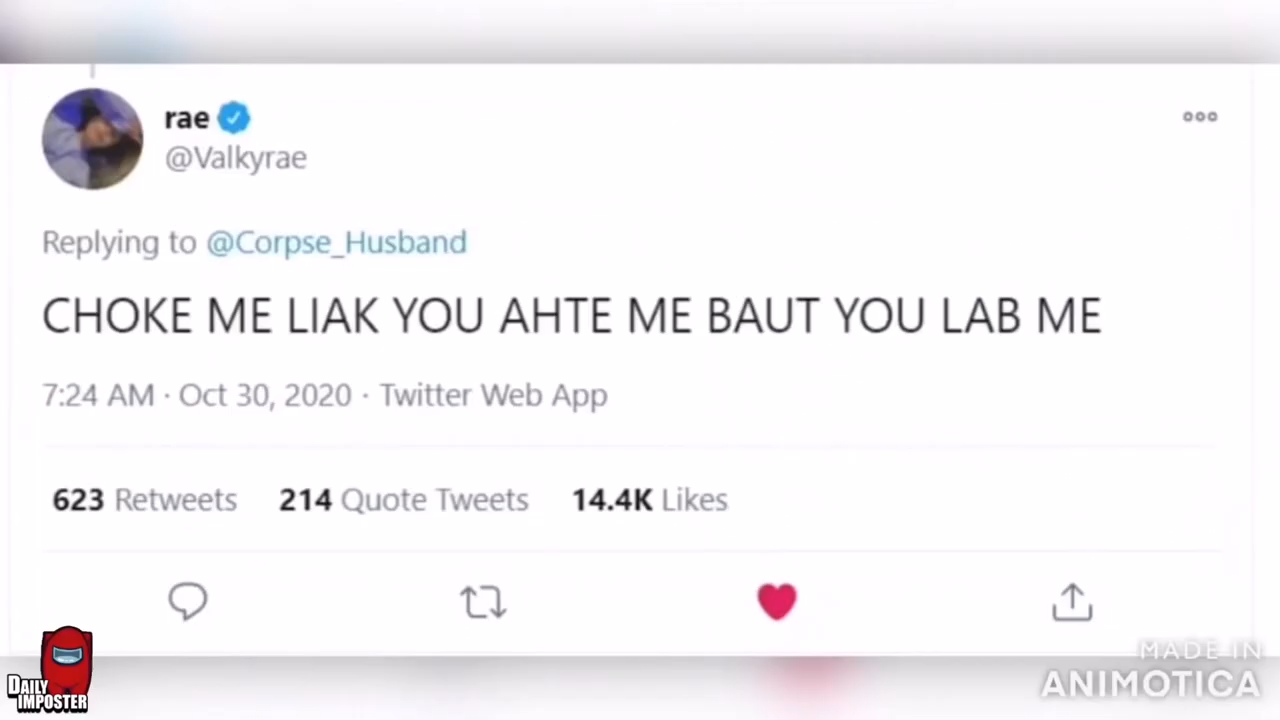 rae
@Valkyrae
Replying to @Corpse_Husband
CHOKE ME LIAK YOU AHTE ME BAUT YOU LAB ME
7:24 AM · Oct 30, 2020 · Twitter Web App
623 Retweets 214 Quote Tweets 14.4K Likes
DAILY
IMPOSTER
MADE IN
ANIMOTICA